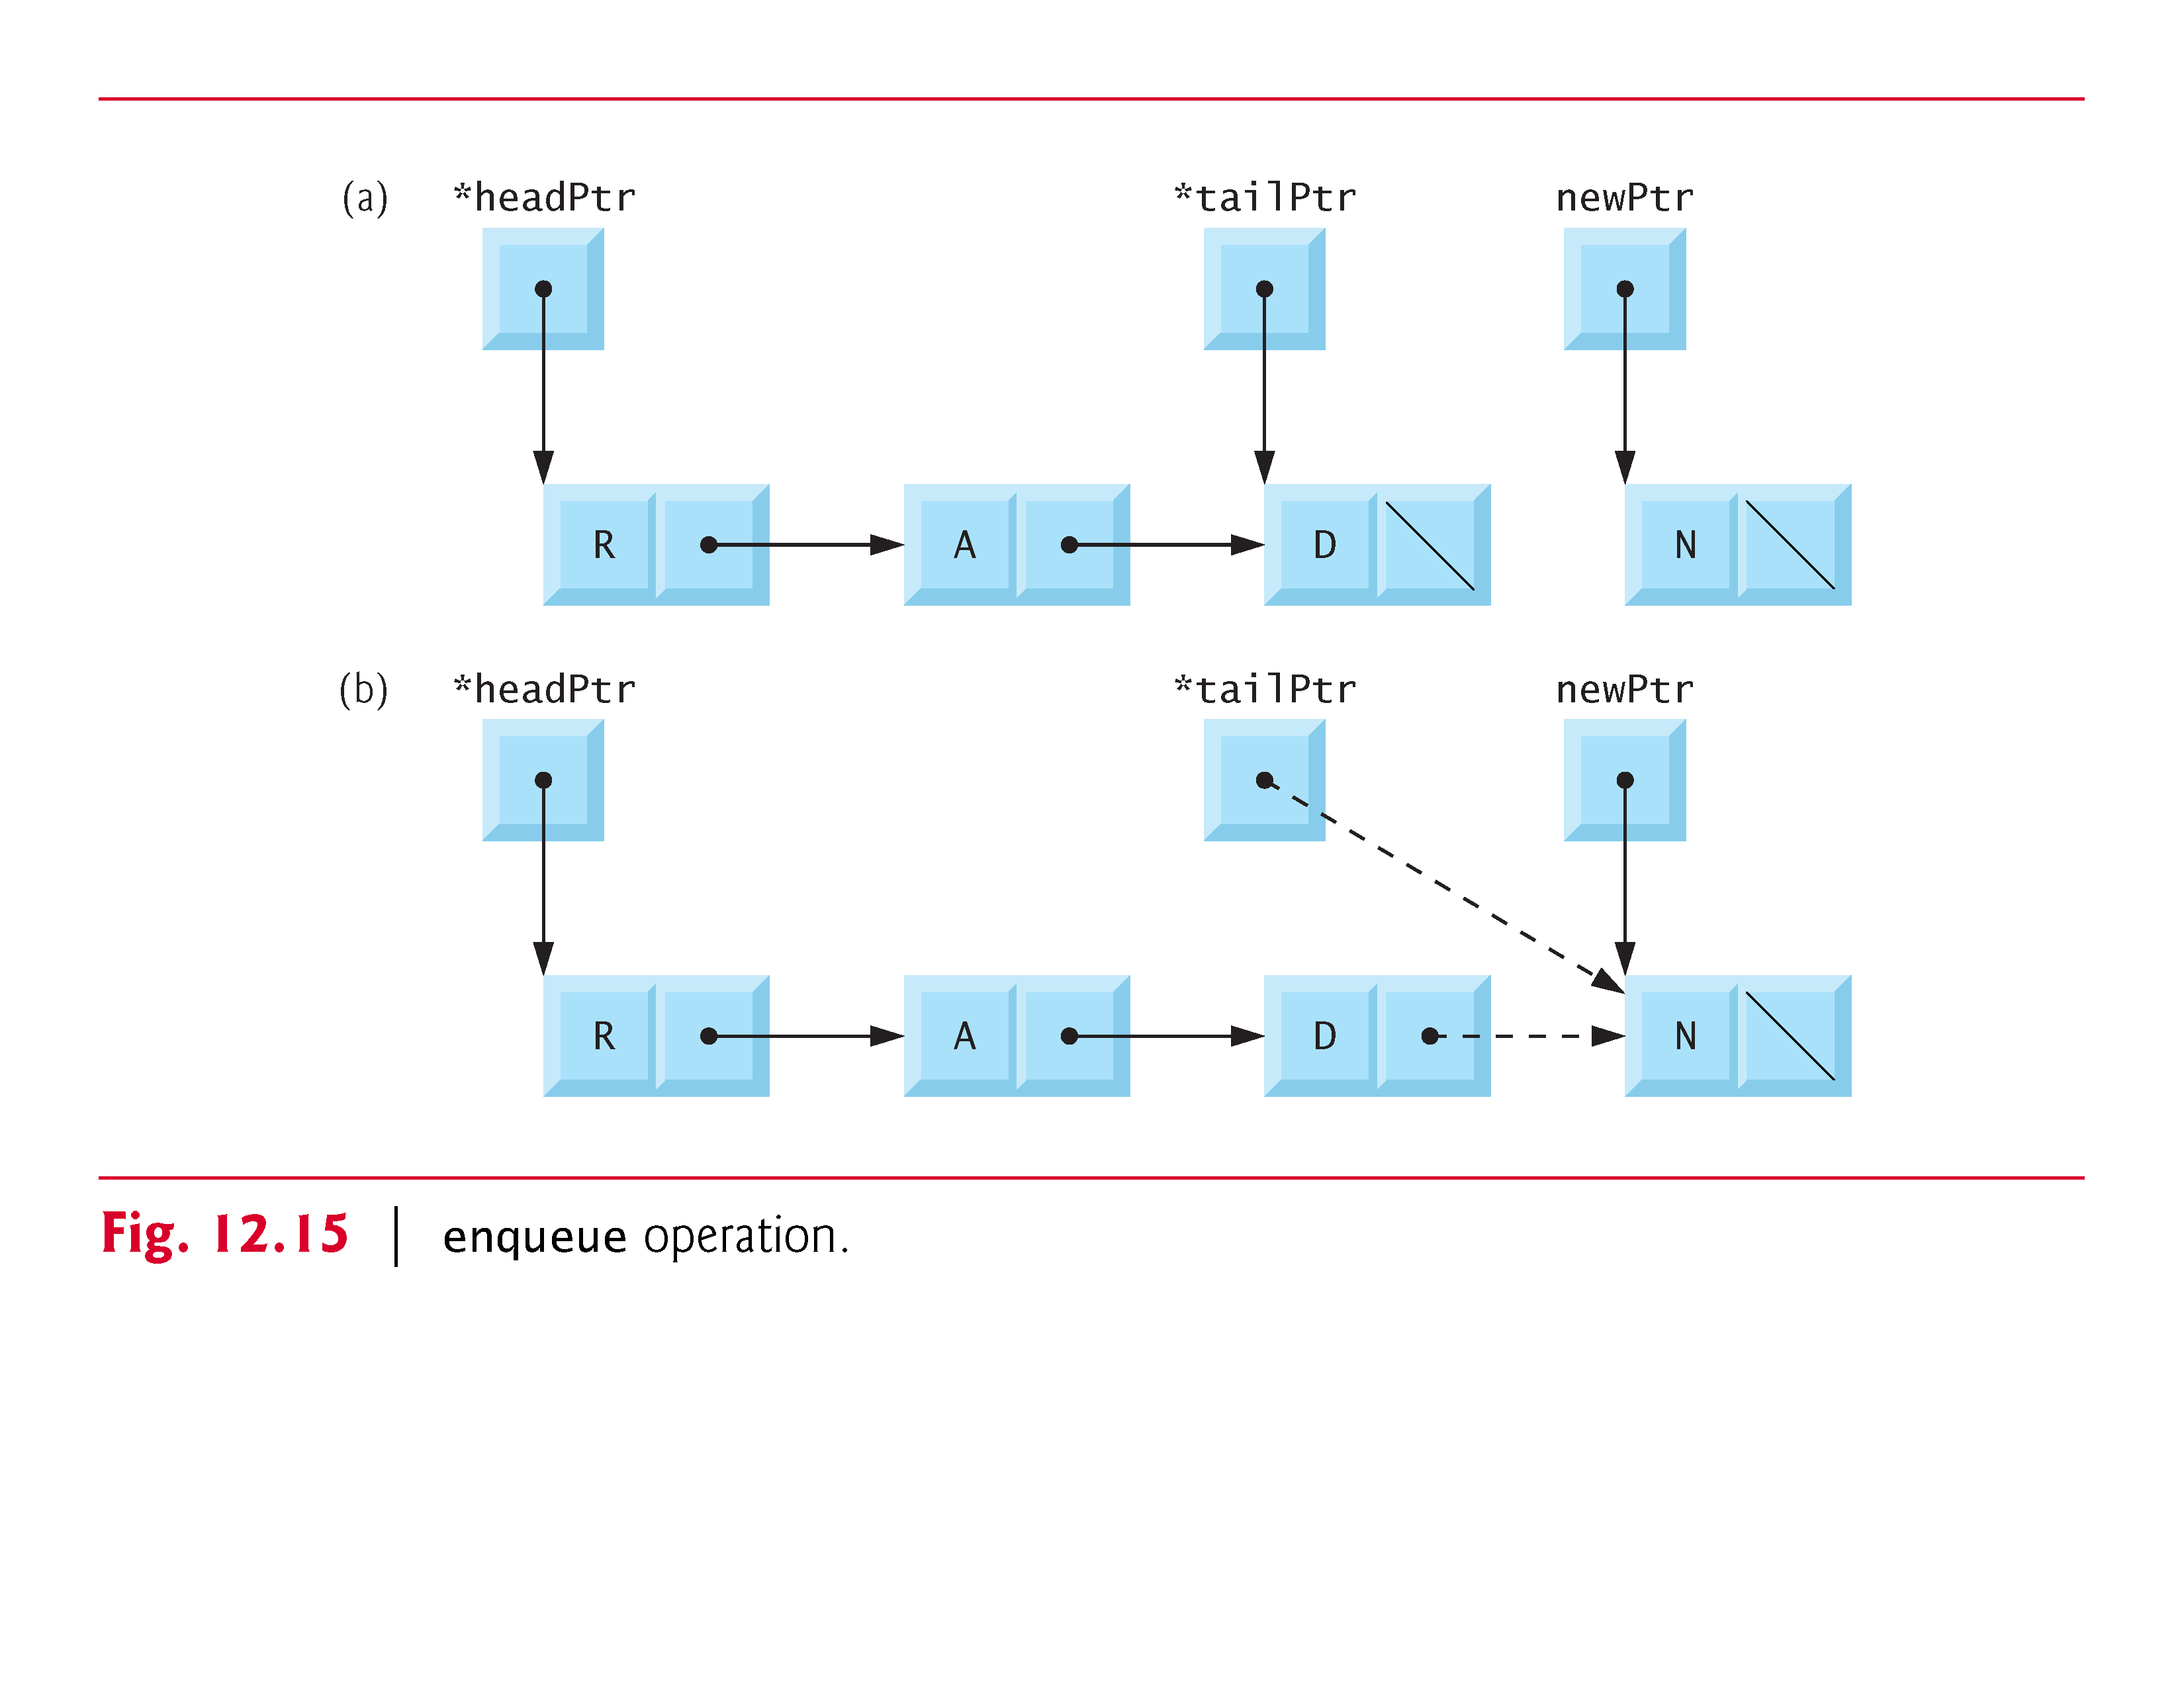 (a) *headPtr *tailPtr newPtr
R A D N
(b) *headPtr *tailPtr newPtr
R A D N
Fig. 12.15 | enqueue operation.